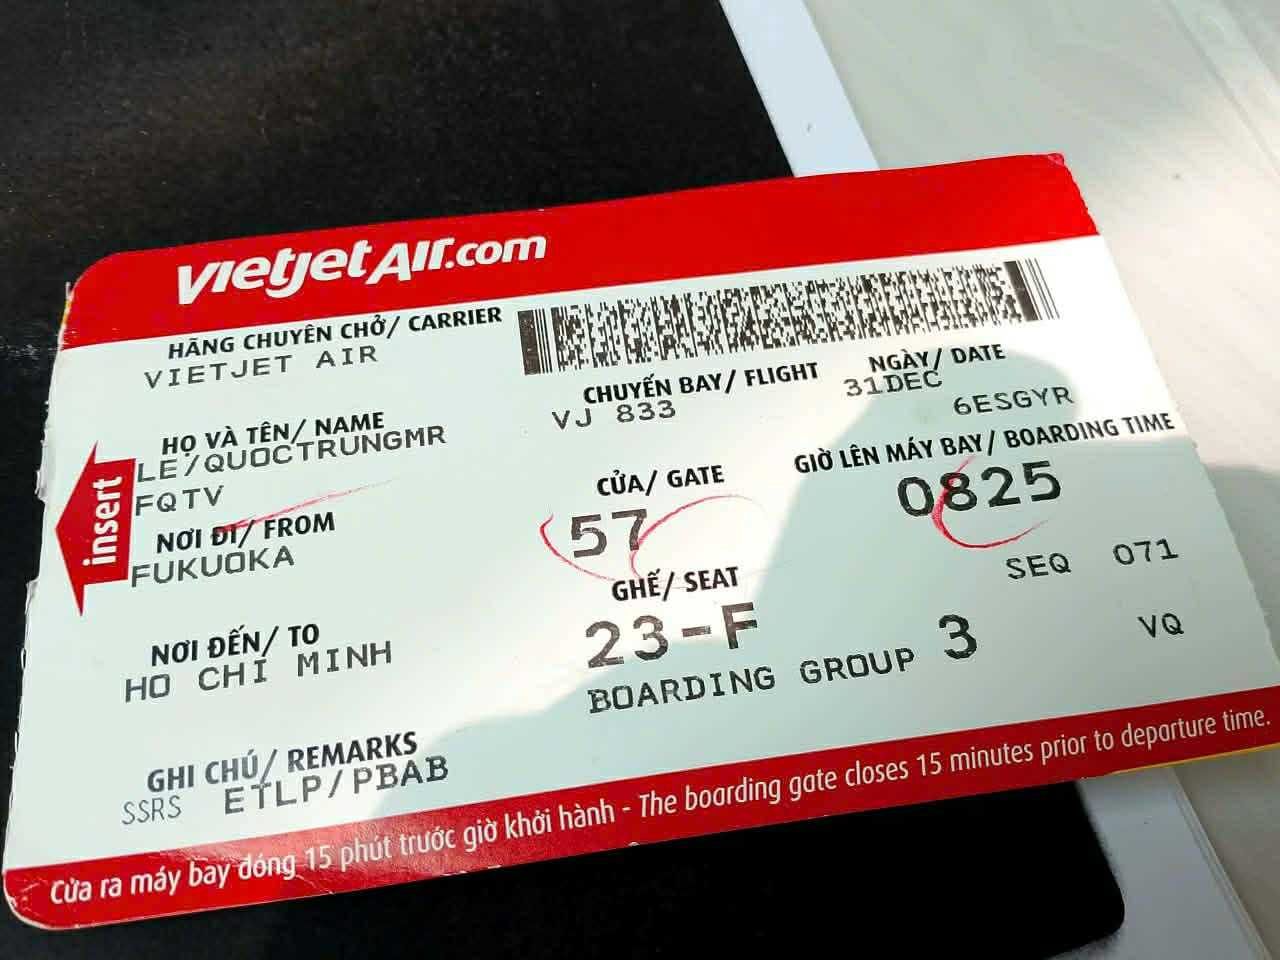 vietjetAir.com
HÃNG CHUYÊN CHỞ/ CARRIER
VIETJET AIR
CHUYẾN BAY/ FLIGHT
VJ 833
NGÀY/ DATE
31DEC
6ESGYR
HỌ VÀ TÊN/ NAME
LE/QUOCTRUNGMR
FQTV
CỬA/ GATE
57
GIỜ LÊN MÁY BAY/ BOARDING TIME
0825
insert
NƠI ĐI/ FROM
FUKUOKA
GHẾ/ SEAT
23-F
SEQ 071
NƠI ĐẾN/ TO
HO CHI MINH
BOARDING GROUP 3
VQ
GHI CHÚ/ REMARKS
SSRS ETLP/PBAB
Cửa ra máy bay đóng 15 phút trước giờ khởi hành - The boarding gate closes 15 minutes prior to departure time.